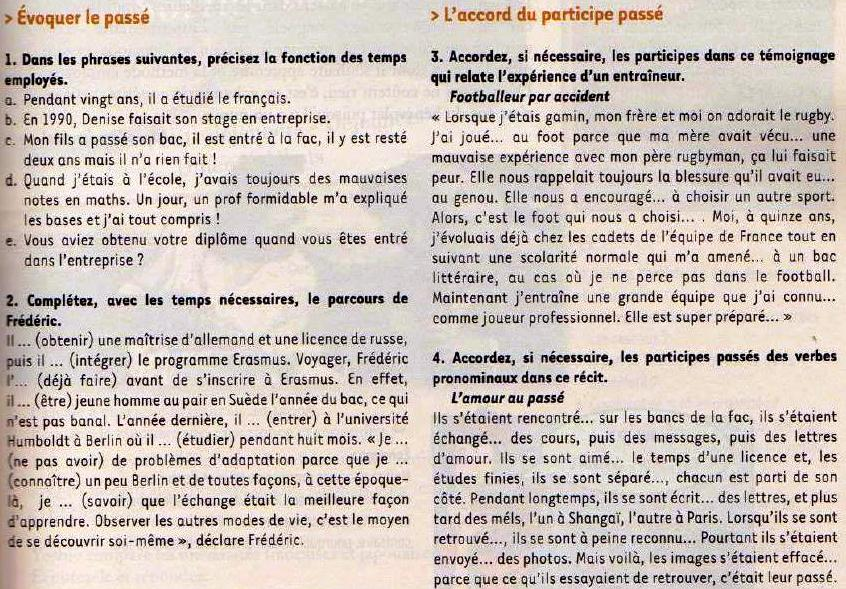 > Évoquer le passé
1. Dans les phrases suivantes, précisez la fonction des temps
employés.
a. Pendant vingt ans, il a étudié le français.
b. En 1990, Denise faisait son stage en entreprise.
c. Mon fils a passé son bac, il est entré à la fac, il y est resté
deux ans mais il n'a rien fait !
d. Quand j'étais à l'école, j'avais toujours des mauvaises
notes en maths. Un jour, un prof formidable m'a expliqué
les bases et j'ai tout compris !
e. Vous aviez obtenu votre diplôme quand vous êtes entré
dans l'entreprise ?
2. Complétez, avec les temps nécessaires, le parcours de
Frédéric.
Il ... (obtenir) une maîtrise d'allemand et une licence de russe,
puis il ... (intégrer) le programme Erasmus. Voyager, Frédéric
l'... (déjà faire) avant de s'inscrire à Erasmus. En effet,
il ... (être) jeune homme au pair en Suède l'année du bac, ce qui
n'est pas banal. L'année dernière, il ... (entrer) à l'université
Humboldt à Berlin où il ... (étudier) pendant huit mois. « Je ...
(ne pas avoir) de problèmes d'adaptation parce que je ...
(connaître) un peu Berlin et de toutes façons, à cette époque-
là, je ... (savoir) que l'échange était la meilleure façon
d'apprendre. Observer les autres modes de vie, c'est le moyen
de se découvrir soi-même », déclare Frédéric.
> L'accord du participe passé
3. Accordez, si nécessaire, les participes dans ce témoignage
qui relate l'expérience d'un entraîneur.
Footballeur par accident
« Lorsque j'étais gamin, mon frère et moi on adorait le rugby.
J'ai joué... au foot parce que ma mère avait vécu... une
mauvaise expérience avec mon père rugbyman, ça lui faisait
peur. Elle nous rappelait toujours la blessure qu'il avait eu...
au genou. Elle nous a encouragé... à choisir un autre sport.
Alors, c'est le foot qui nous a choisi... . Moi, à quinze ans,
j'évoluais déjà chez les cadets de l'équipe de France tout en
suivant une scolarité normale qui m'a amené... à un bac
littéraire, au cas où je ne perce pas dans le football.
Maintenant j'entraîne une grande équipe que j'ai connu...
comme joueur professionnel. Elle est super préparé... »
4. Accordez, si nécessaire, les participes passés des verbes
pronominaux dans ce récit.
L'amour au passé
Ils s'étaient rencontré... sur les bancs de la fac, ils s'étaient
échangé... des cours, puis des messages, puis des lettres
d'amour. Ils se sont aimé... le temps d'une licence et, les
études finies, ils se sont séparé..., chacun est parti de son
côté. Pendant longtemps, ils se sont écrit... des lettres, et plus
tard des méls, l'un à Shangaï, l'autre à Paris. Lorsqu'ils se sont
retrouvé..., ils se sont à peine reconnu... Pourtant ils s'étaient
envoyé... des photos. Mais voilà, les images s'étaient effacé...
parce que ce qu'ils essayaient de retrouver, c'était leur passé.